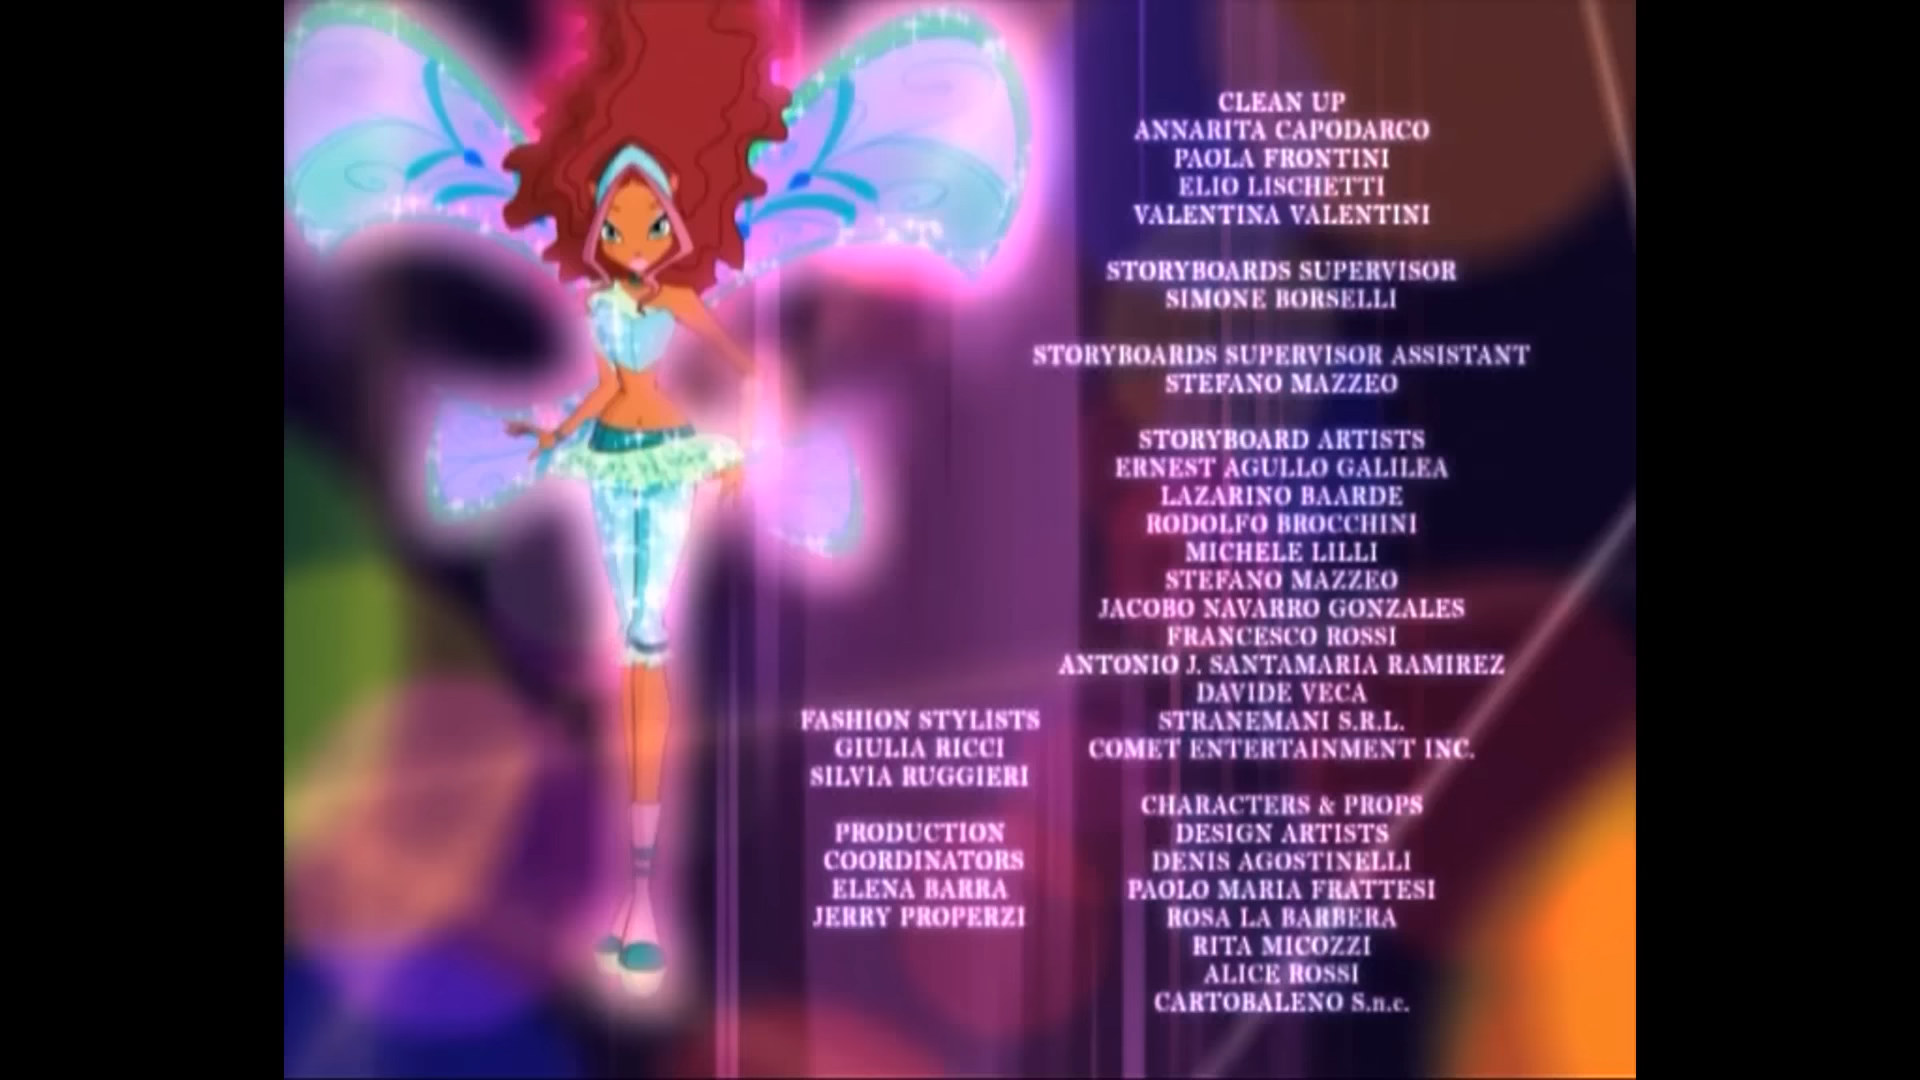 CLEAN UP
ANNARITA CAPODARCO
PAOLA FRONTINI
ELIO LISCHETTI
VALENTINA VALENTINI
STORYBOARDS SUPERVISOR
SIMONE BORSELLI
STORYBOARDS SUPERVISOR ASSISTANT
STEFANO MAZZEO
STORYBOARD ARTISTS
ERNEST AGULLO GALILEA
LAZARINO BAARDE
RODOLFO BROCCHINI
MICHELE LILLI
STEFANO MAZZEO
JACOBO NAVARRO GONZALES
FRANCESCO ROSSI
ANTONIO J. SANTAMARIA RAMIREZ
DAVIDE VECA
STRANEMANI S.R.L.
COMET ENTERTAINMENT INC.
CHARACTERS & PROPS
DESIGN ARTISTS
DENIS AGOSTINELLI
PAOLO MARIA FRATTESI
ROSA LA BARBERA
RITA MICOZZI
ALICE ROSSI
CARTOBALENO S.n.c.
FASHION STYLISTS
GIULIA RICCI
SILVIA RUGGIERI
PRODUCTION
COORDINATORS
ELENA BARRA
JERRY PROPERZI